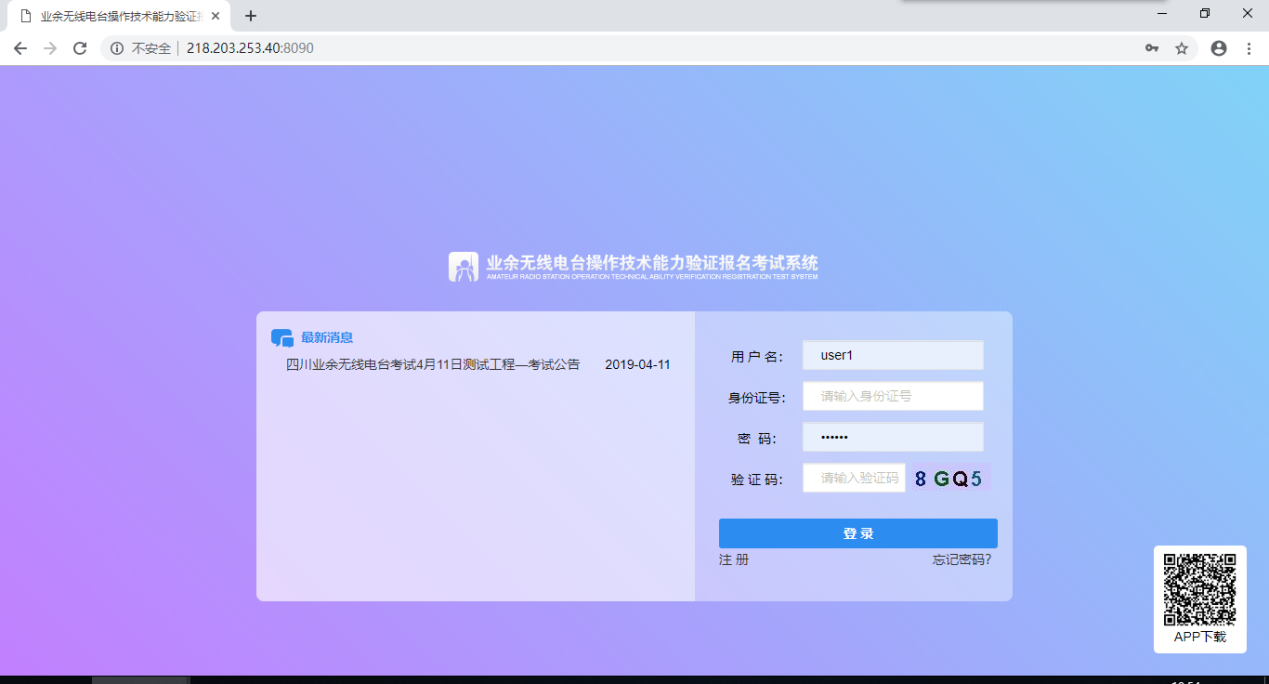 业余无线电台操作技术能力验证
不安全 218.203.253.40:8090
业余无线电台操作技术能力验证报名考试系统
AMATEUR RADIO STATION OPERATION TECHNICAL ABILITY VERIFICATION REGISTRATION TEST SYSTEM
最新消息
四川业余无线电台考试4月11日测试工程—考试公告 2019-04-11
用 户 名： user1
身份证号： 请输入身份证号
密 码： ••••••
验 证 码： 请输入验证码 8 G Q 5
登 录
注 册 忘记密码?
APP下载